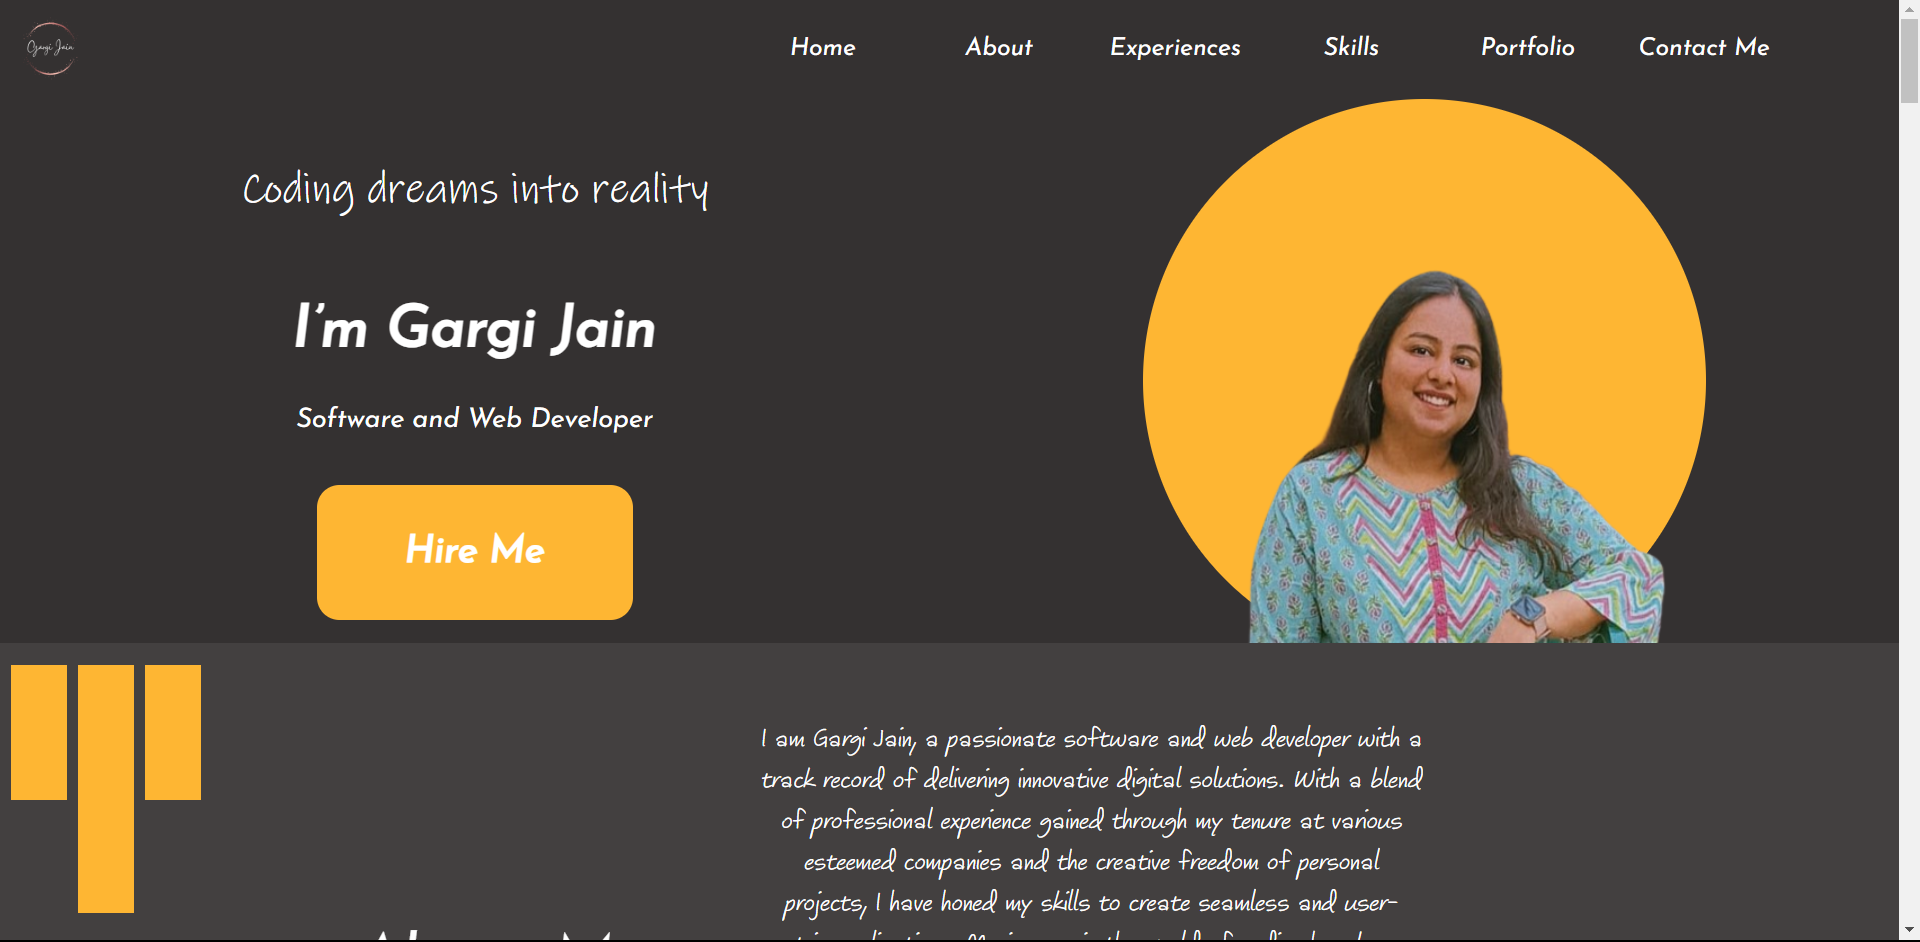 Gargi Jain
Home About Experiences Skills Portfolio Contact Me
Coding dreams into reality
I'm Gargi Jain
Software and Web Developer
Hire Me
I am Gargi Jain, a passionate software and web developer with a
track record of delivering innovative digital solutions. With a blend
of professional experience gained through my tenure at various
esteemed companies and the creative freedom of personal
projects, I have honed my skills to create seamless and user-